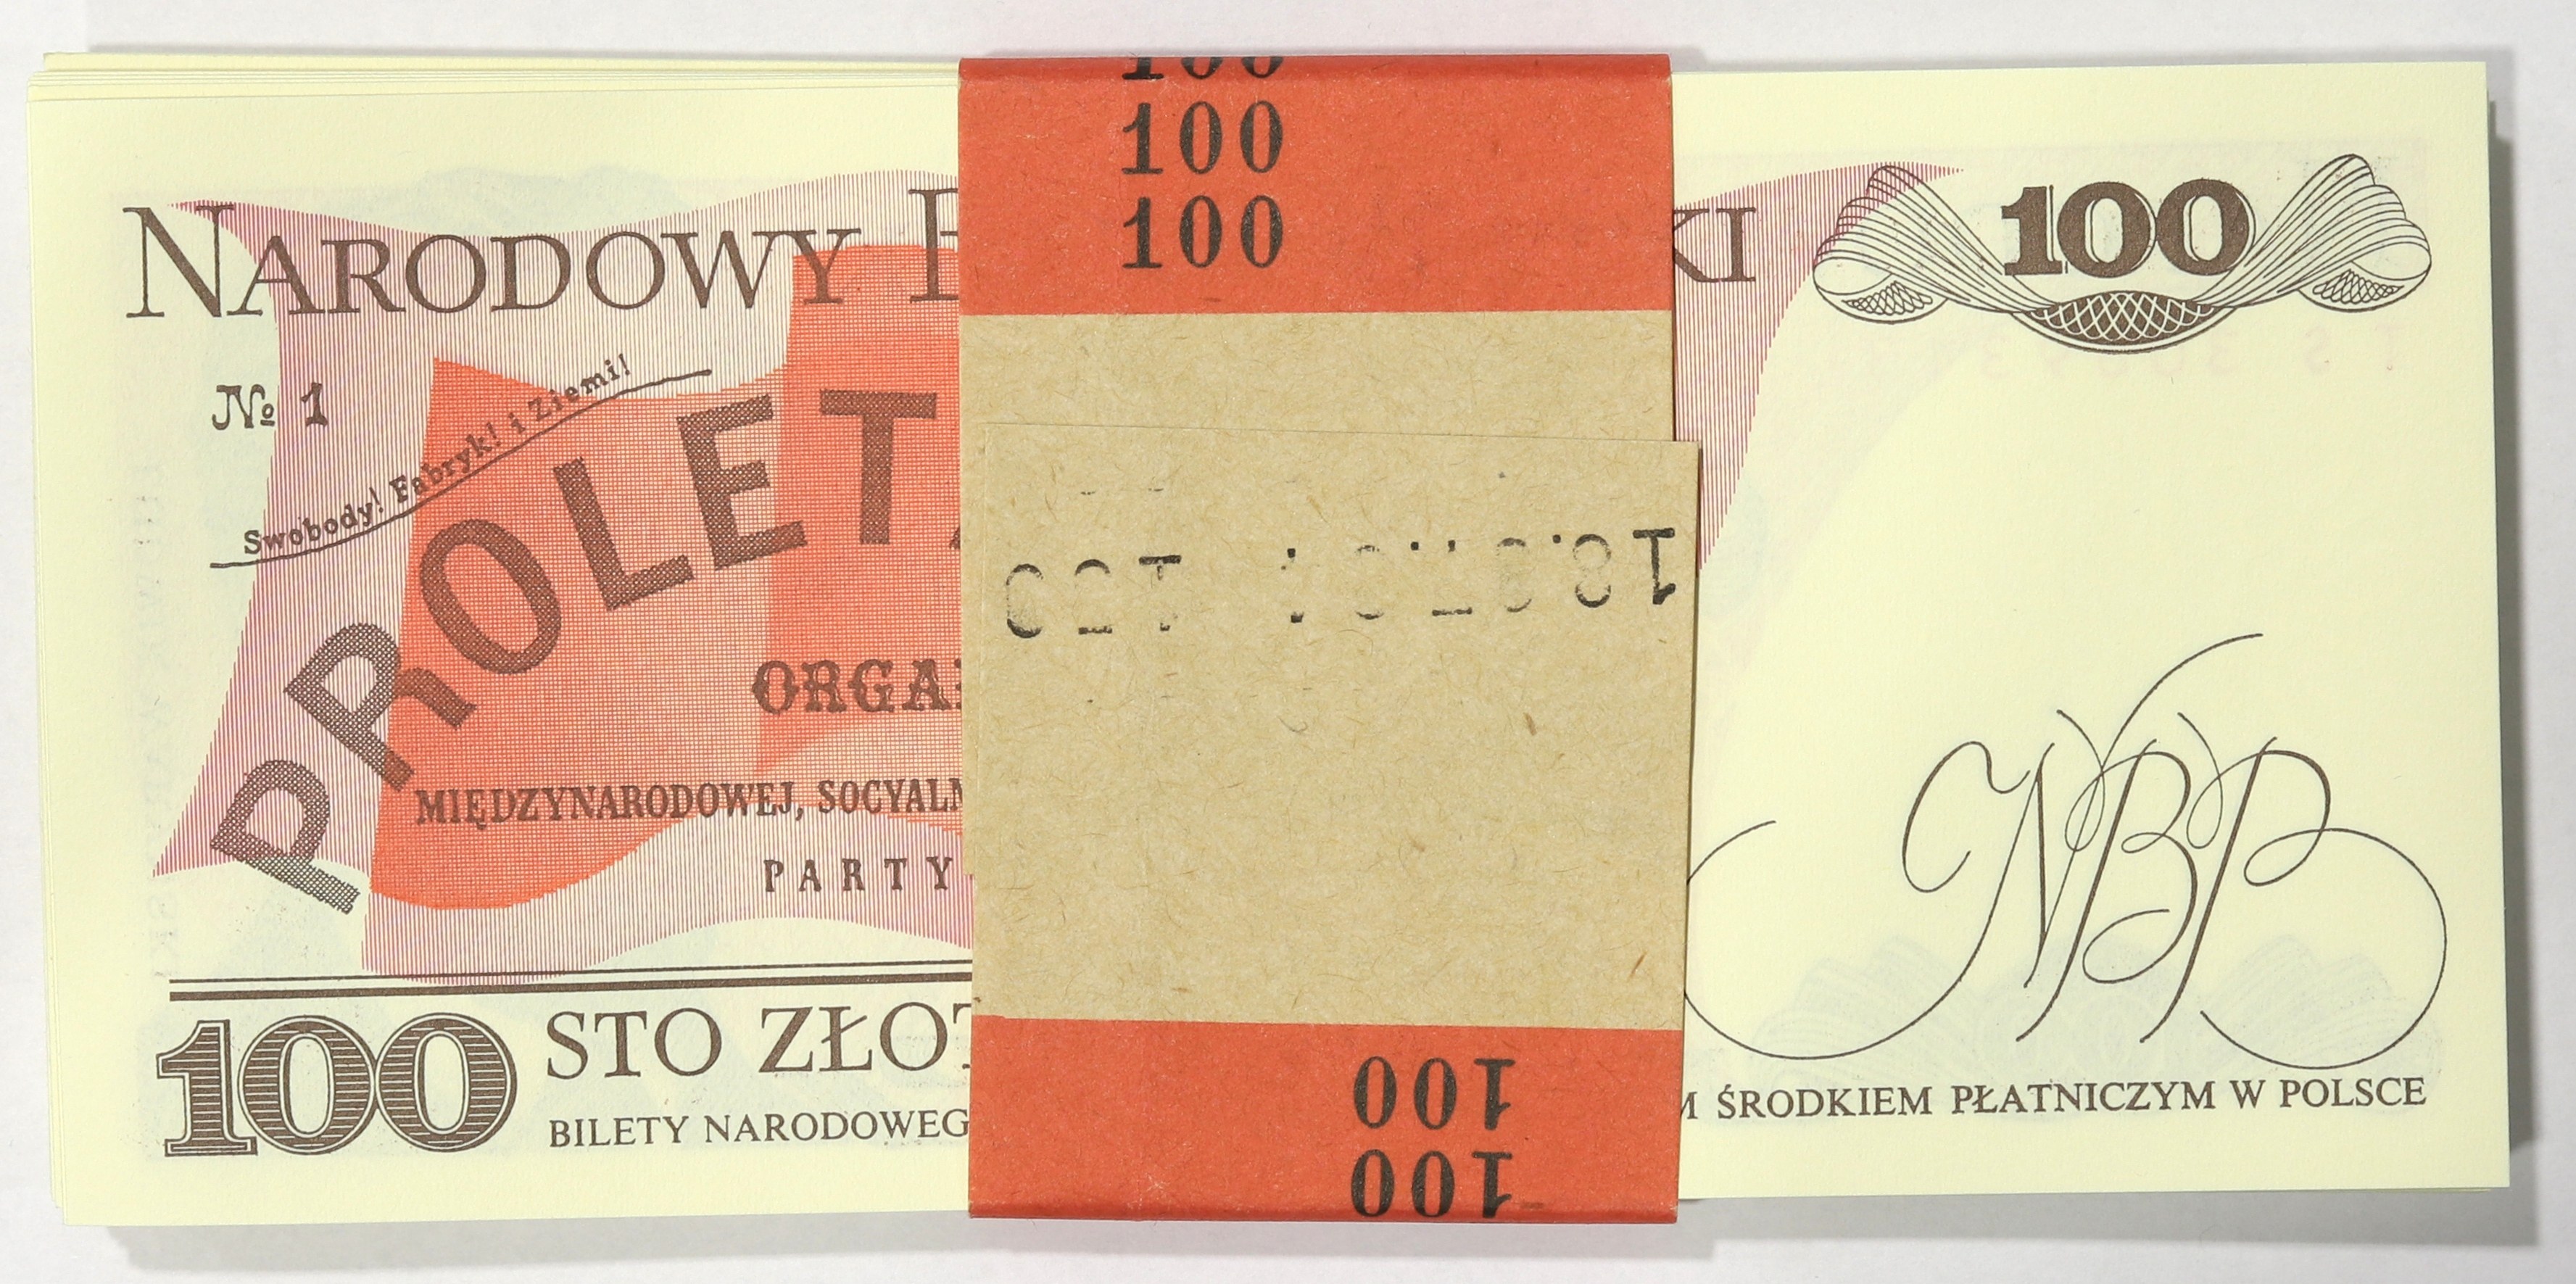 100
100
100
NARODOWY
KI
100
№ 1
Swobody! Fabryk! i Ziemi!
PROLET
ORGA
MIĘDZYNARODOWEJ, SOCYALN
PARTY
NBP
100
STO ZŁOT
BILETY NARODOWEG
M ŚRODKIEM PŁATNICZYM W POLSCE
100
100